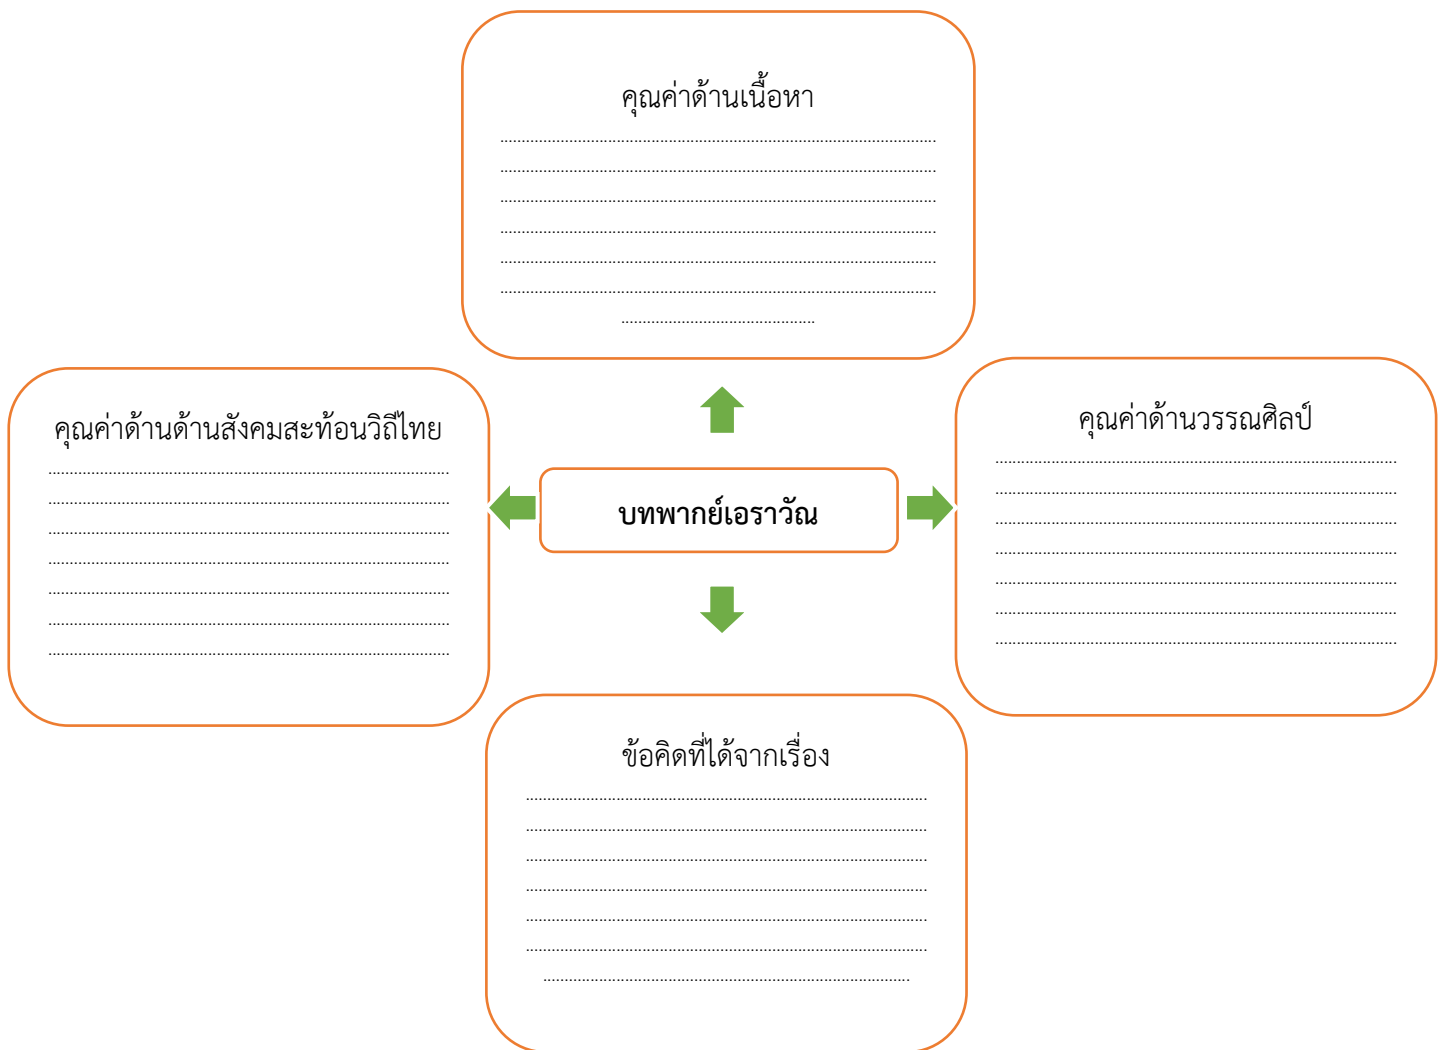 คุณค่าด้านเนื้อหา
คุณค่าด้านด้านสังคมสะท้อนวิถีไทย
คุณค่าด้านวรรณศิลป์
บทพากย์เอราวัณ
ข้อคิดที่ได้จากเรื่อง